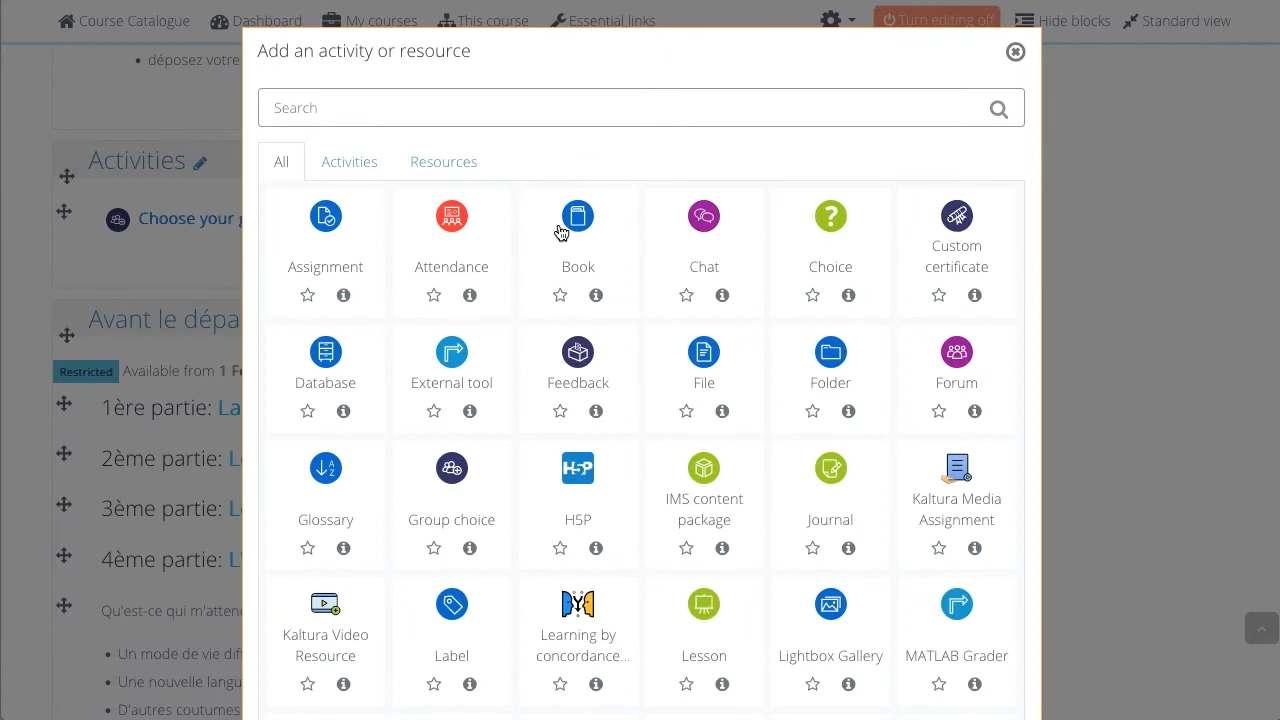 Course Catalogue
Dashboard
My courses
This course
Essential links
Turn editing off
Hide blocks
Standard view
déposez votre
Add an activity or resource
Search
All
Activities
Resources
Activities
Choose your g
Avant le dépa
Restricted Available from 1 Fe
1ère partie: La
2ème partie: L
3ème partie: L
4ème partie: L'
Qu'est-ce qui m'attend
Un mode de vie diff
Une nouvelle langu
D'autres coutumes
Assignment
Attendance
Book
Chat
Choice
Custom
certificate
Database
External tool
Feedback
File
Folder
Forum
Glossary
Group choice
H5P
H5P
IMS content
package
Journal
Kaltura Media
Assignment
Kaltura Video
Resource
Label
Learning by
concordance...
Lesson
Lightbox Gallery
MATLAB Grader